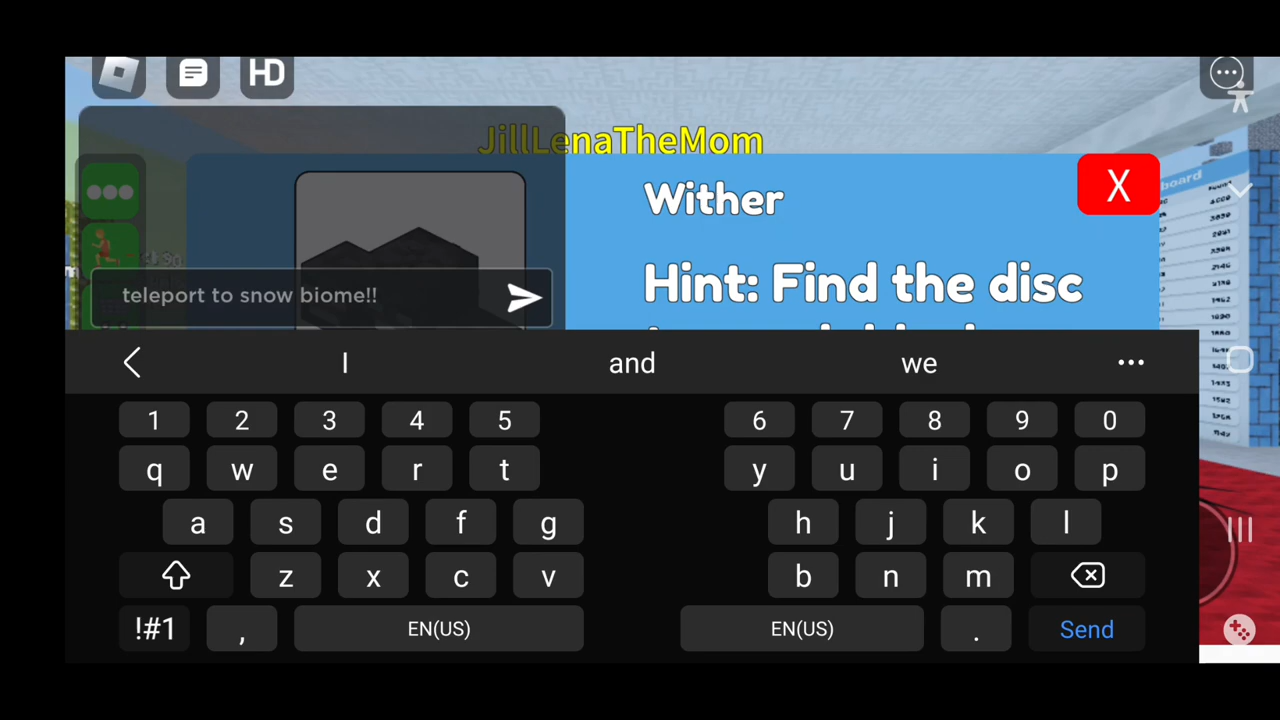 HD
JillLenaTheMom
Wither
X
board
Hint: Find the disc
teleport to snow biome!!
I and we
1 2 3 4 5 6 7 8 9 0
q w e r t y u i o p
a s d f g h j k l
z x c v b n m
!#1 , EN(US) EN(US) . Send